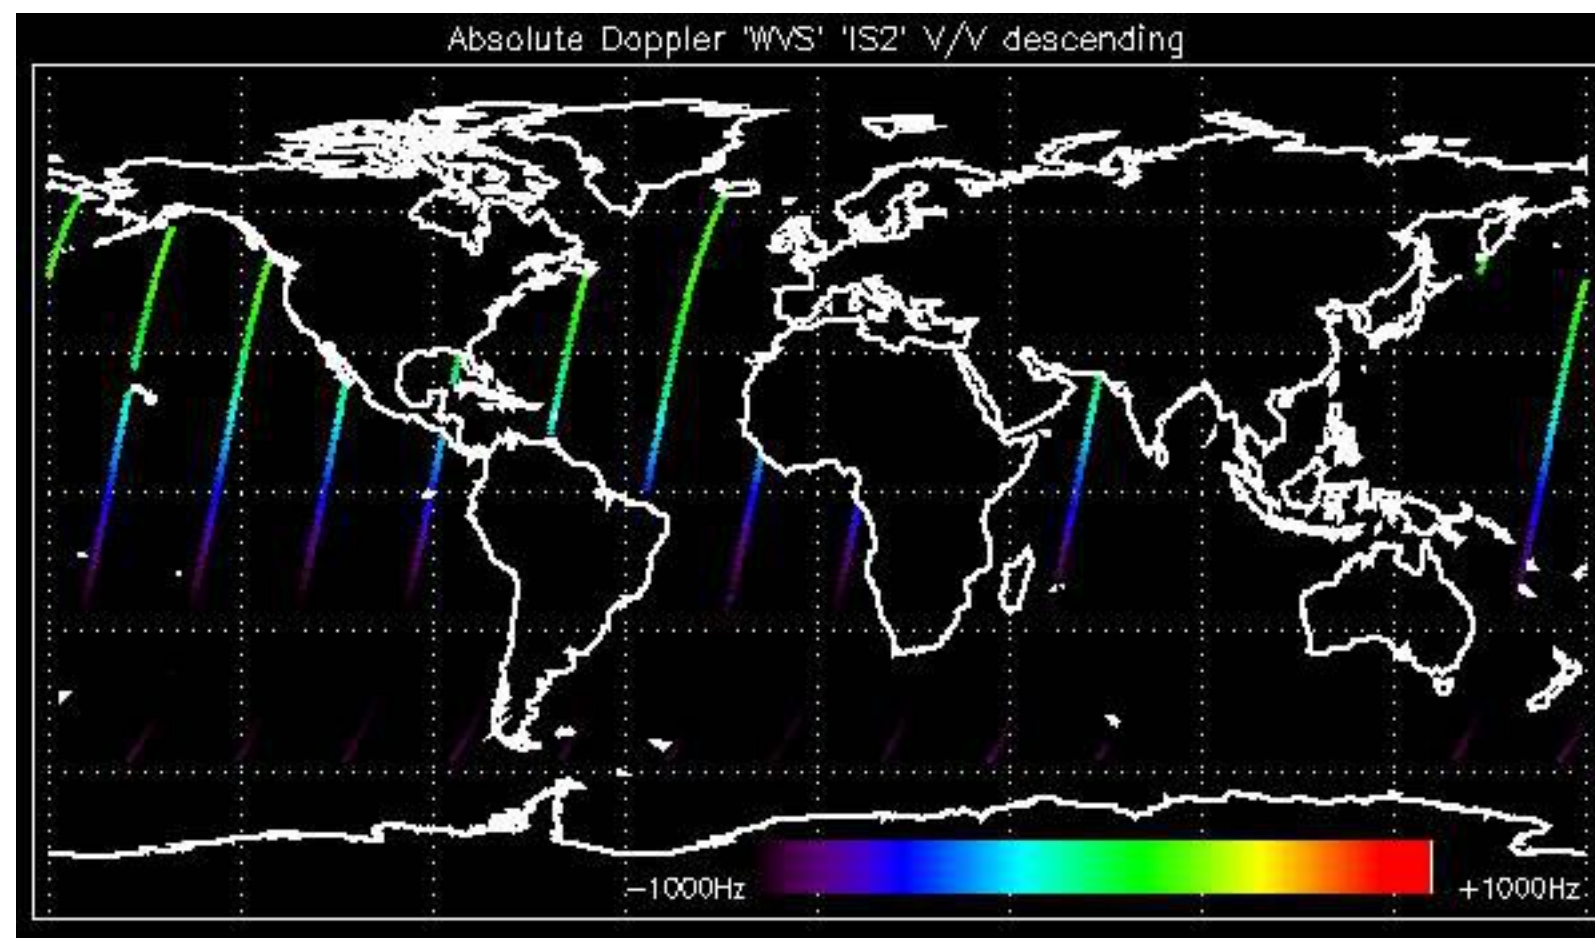 Absolute Doppler 'WVS' 'IS2' V/V descending
−1000Hz
+1000Hz